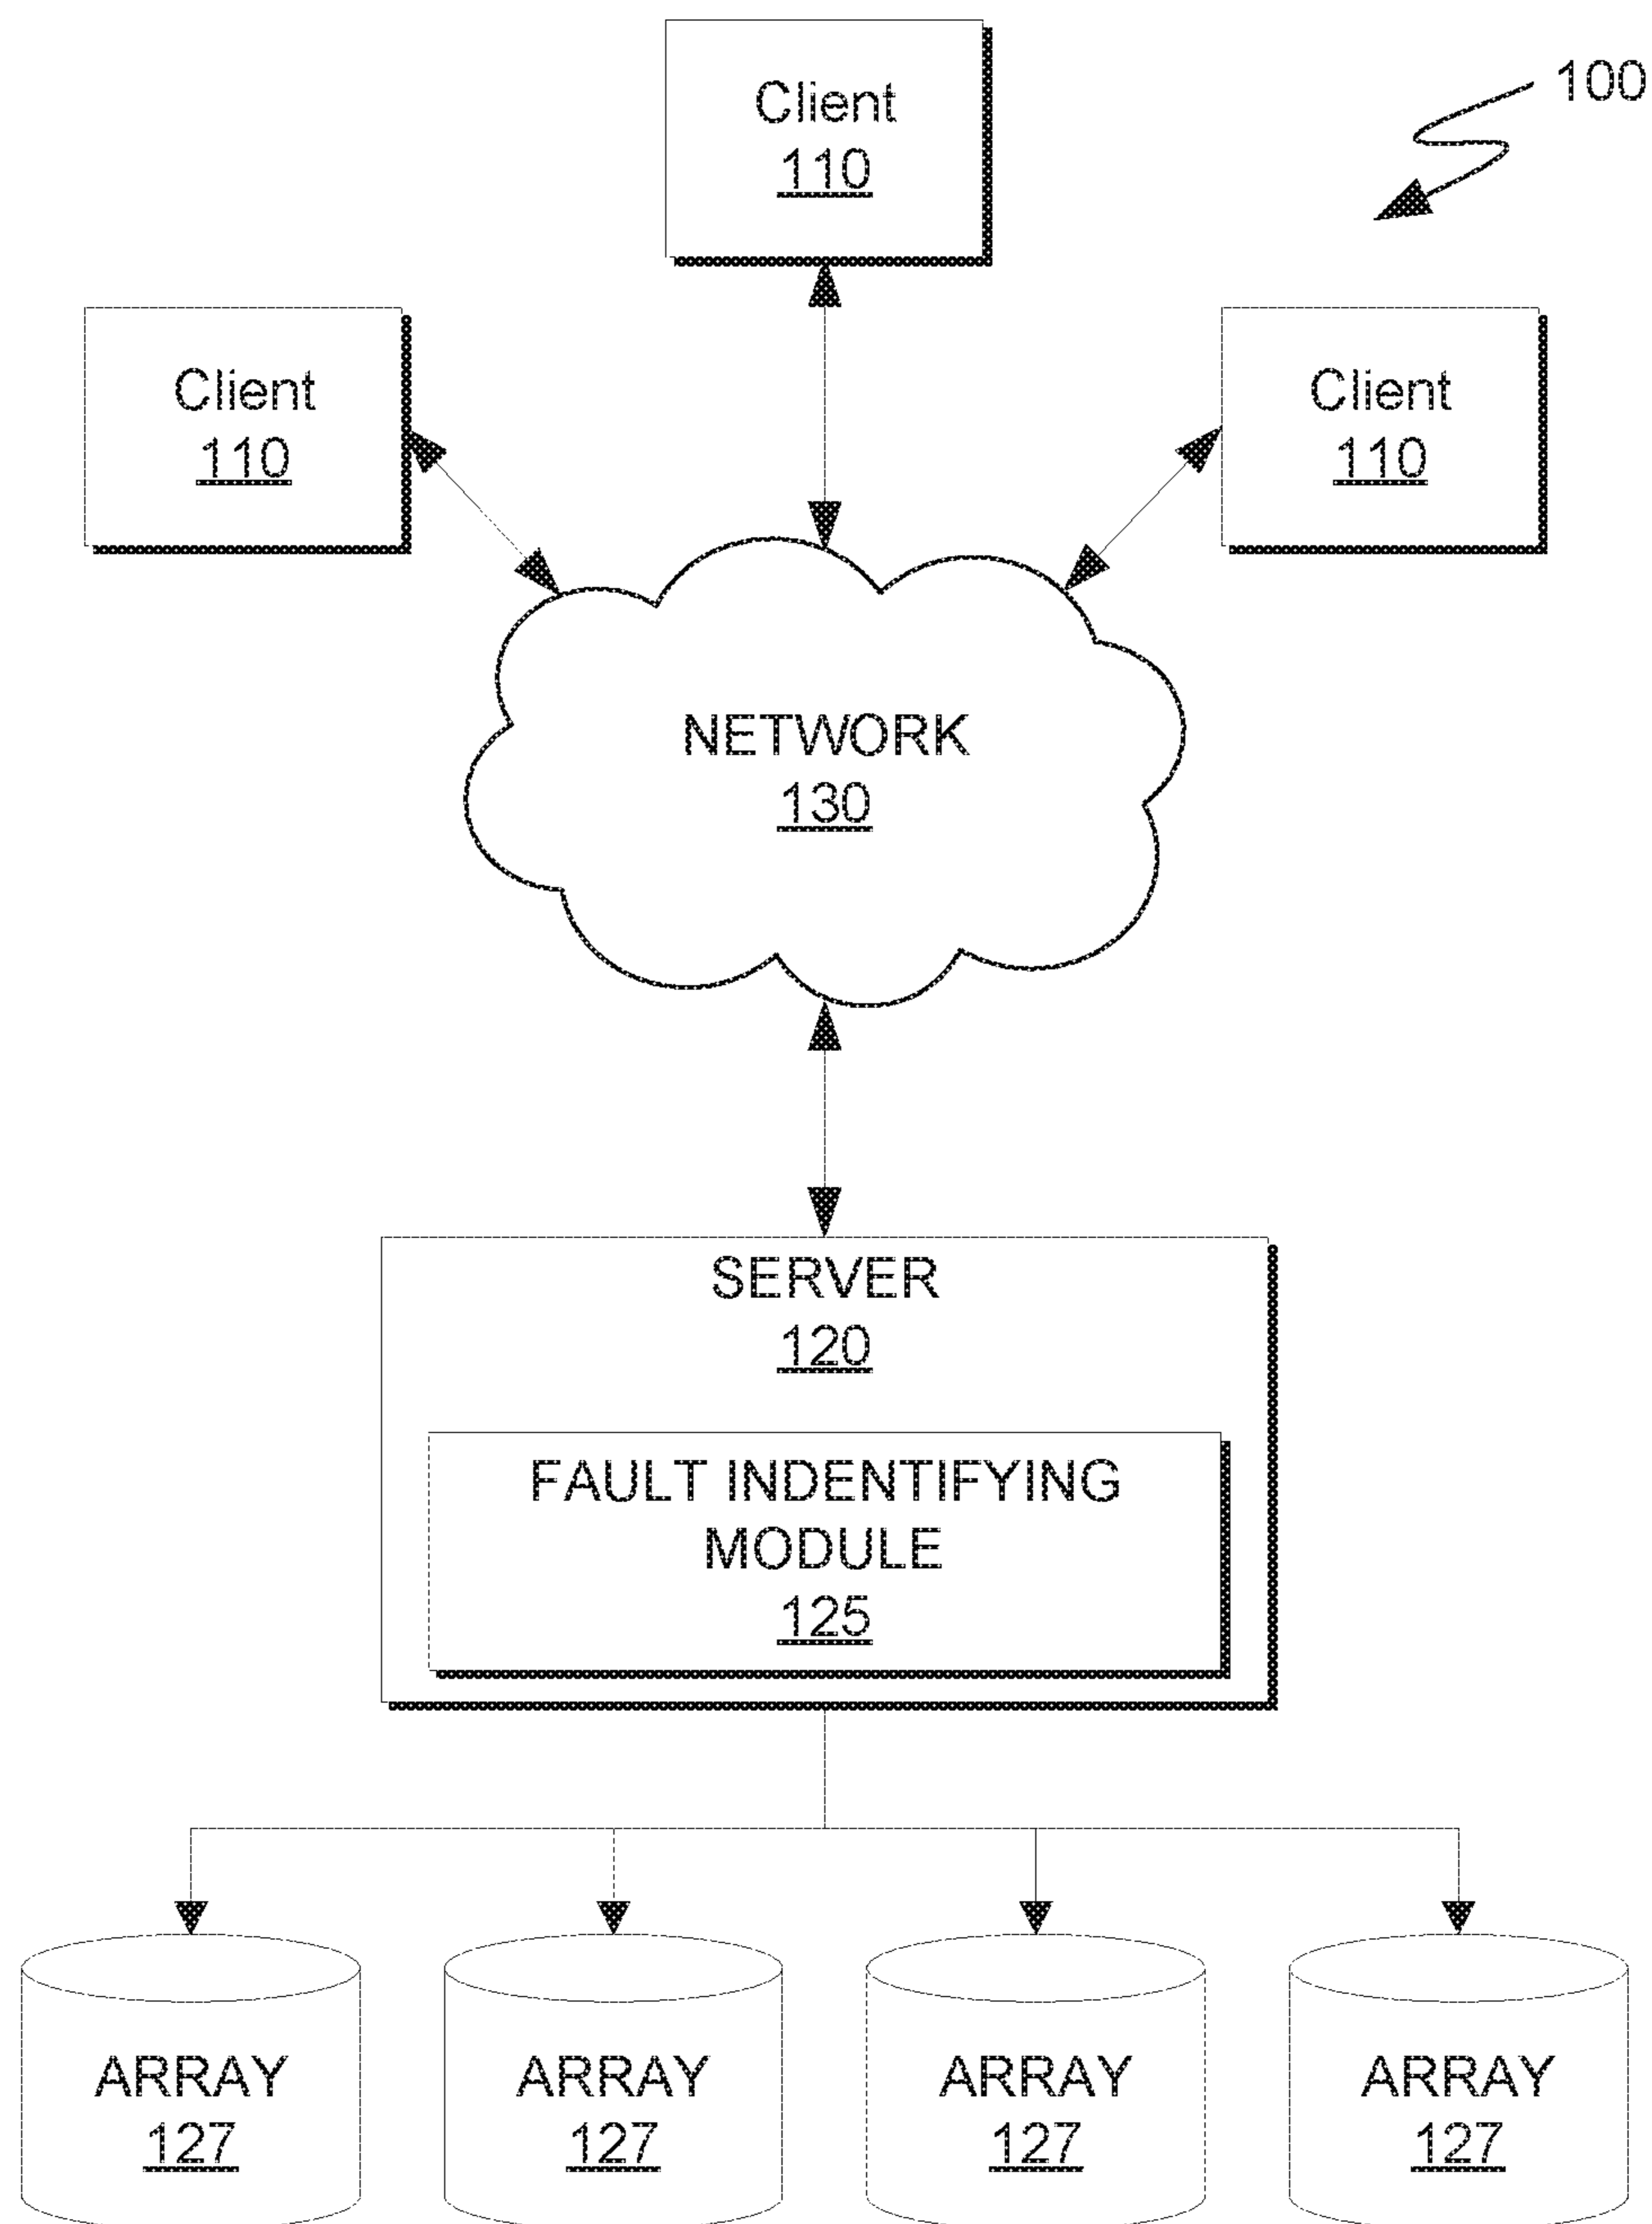 Client
110
100
Client
110
Client
110
NETWORK
130
SERVER
120
FAULT INDENTIFYING
MODULE
125
ARRAY
127
ARRAY
127
ARRAY
127
ARRAY
127